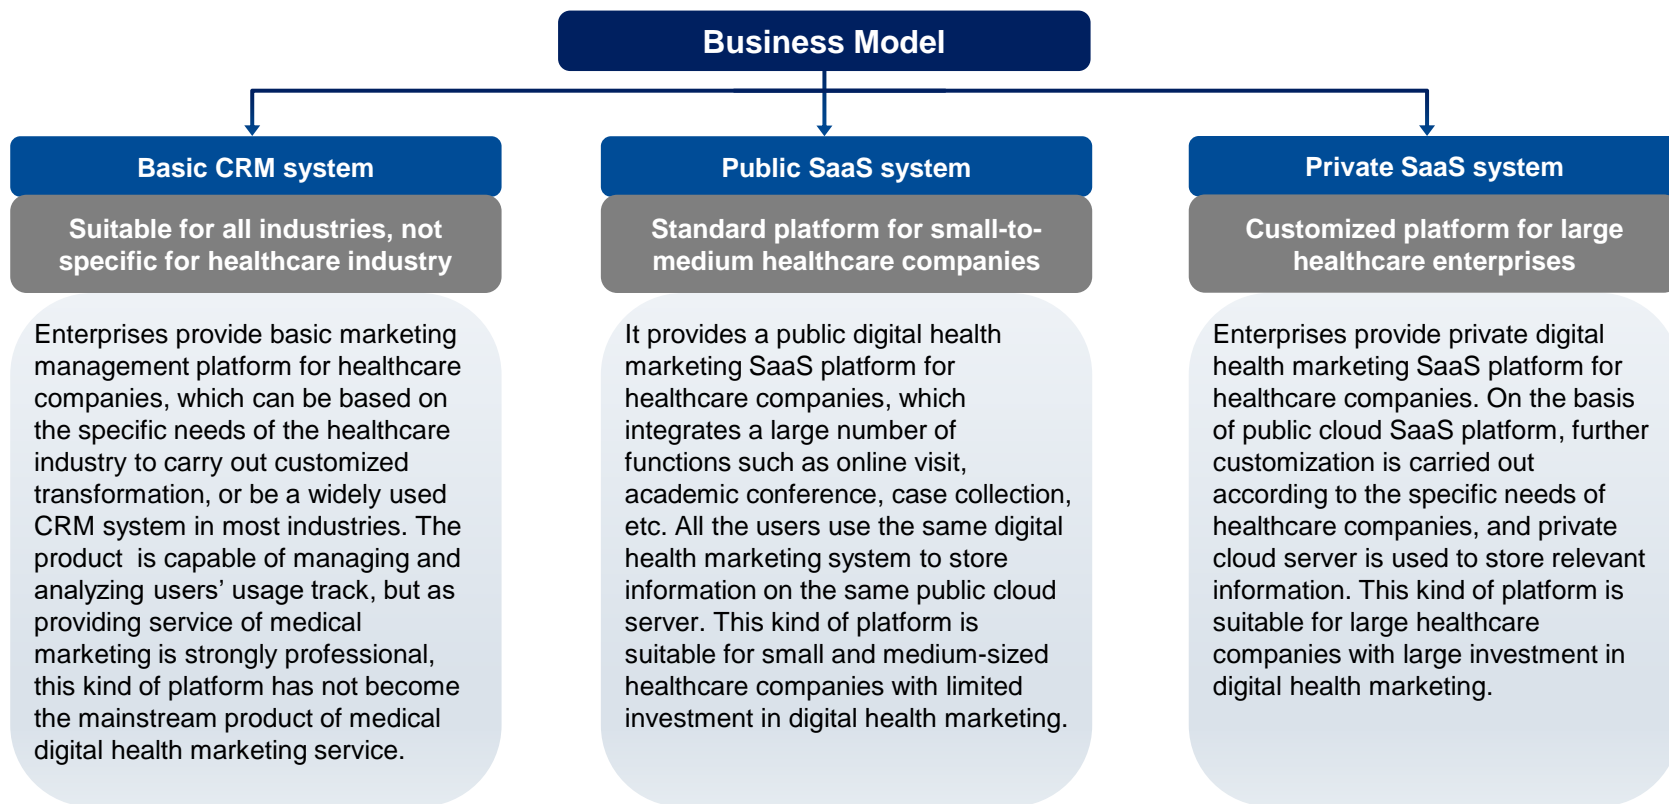 Business Model
Basic CRM system
Suitable for all industries, not
specific for healthcare industry
Enterprises provide basic marketing
management platform for healthcare
companies, which can be based on
the specific needs of the healthcare
industry to carry out customized
transformation, or be a widely used
CRM system in most industries. The
product  is capable of managing and
analyzing users’ usage track, but as
providing service of medical
marketing is strongly professional,
this kind of platform has not become
the mainstream product of medical
digital health marketing service.
Public SaaS system
Standard platform for small-to-
medium healthcare companies
It provides a public digital health
marketing SaaS platform for
healthcare companies, which
integrates a large number of
functions such as online visit,
academic conference, case collection,
etc. All the users use the same digital
health marketing system to store
information on the same public cloud
server. This kind of platform is
suitable for small and medium-sized
healthcare companies with limited
investment in digital health marketing.
Private SaaS system
Customized platform for large
healthcare enterprises
Enterprises provide private digital
health marketing SaaS platform for
healthcare companies. On the basis
of public cloud SaaS platform, further
customization is carried out
according to the specific needs of
healthcare companies, and private
cloud server is used to store relevant
information. This kind of platform is
suitable for large healthcare
companies with large investment in
digital health marketing.